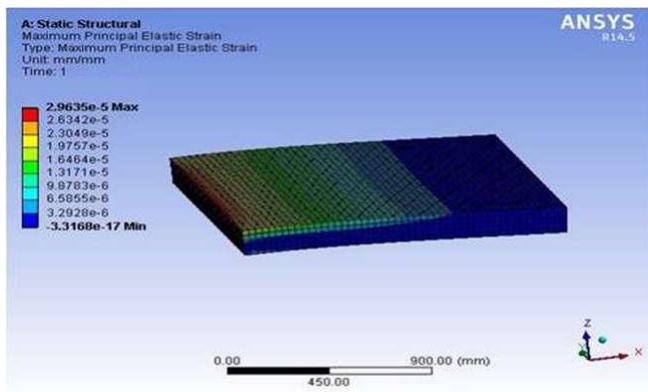 A: Static Structural
Maximum Principal Elastic Strain
Type: Maximum Principal Elastic Strain
Unit: mm/mm
Time: 1
ANSYS
R14.5
2.9635e-5 Max
2.6342e-5
2.3049e-5
1.9757e-5
1.6464e-5
1.3171e-5
9.8783e-6
6.5855e-6
3.2928e-6
-3.3168e-17 Min
0.00
900.00 (mm)
450.00
Z
Y
X